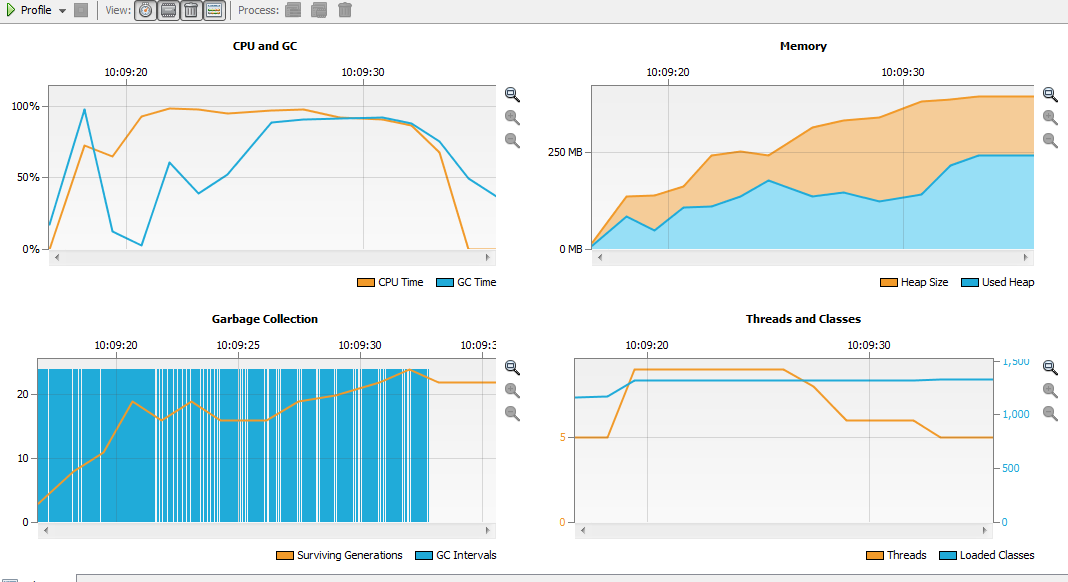 Profile View: Process:
CPU and GC
10:09:20 10:09:30
100%
50%
0%
CPU Time GC Time
Memory
10:09:20 10:09:30
250 MB
0 MB
Heap Size Used Heap
Garbage Collection
10:09:20 10:09:25 10:09:30 10:09:3
20
10
0
Surviving Generations GC Intervals
Threads and Classes
10:09:20 10:09:30
1,500
1,000
5
500
0 0
Threads Loaded Classes